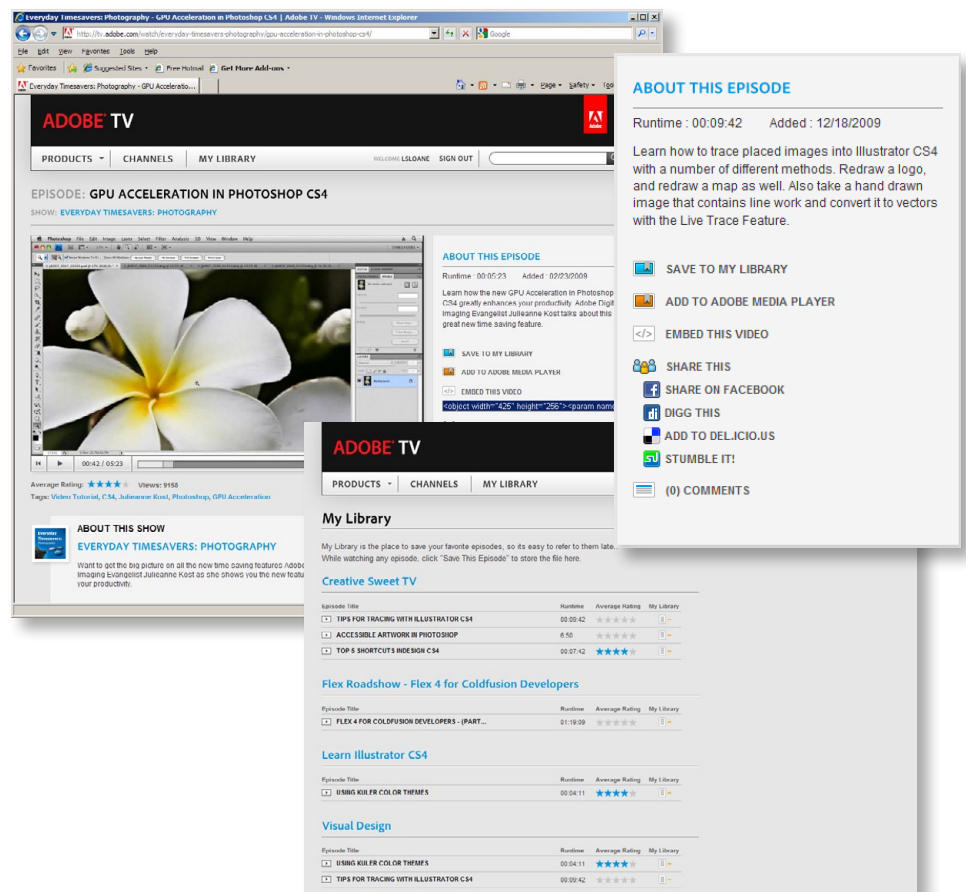 Everyday Timesavers: Photography - GPU Acceleration in Photoshop CS4 | Adobe TV - Windows Internet Explorer
http://tv.adobe.com/watch/everyday-timesavers-photography/gpu-acceleration-in-photoshop-cs4/
Google
File Edit View Favorites Tools Help
Favorites Suggested Sites Free Hotmail Get More Add-ons
Everyday Timesavers: Photography - GPU Acceleratio...
Page Safety
ADOBE TV
Adobe
PRODUCTS CHANNELS MY LIBRARY
WELCOME LSLOANE SIGN OUT
EPISODE: GPU ACCELERATION IN PHOTOSHOP CS4
SHOW: EVERYDAY TIMESAVERS: PHOTOGRAPHY
Photoshop File Edit Image Layer Select Filter Analysis 3D View Window Help
ABOUT THIS EPISODE
Runtime : 00:05:23 Added : 02/23/2009
Learn how the new GPU Acceleration in Photoshop
CS4 greatly enhances your productivity. Adobe Digit
Imaging Evangelist Julieanne Kost talks about this
great new time saving feature.
SAVE TO MY LIBRARY
ADD TO ADOBE MEDIA PLAYER
</> EMBED THIS VIDEO
<object width="425" height="256"><param name
00:42 / 05:23
Average Rating: Views: 9158
Tags: Video Tutorial, CS4, Julieanne Kost, Photoshop, GPU Acceleration
Everyday
Timesavers:
Photography
ABOUT THIS SHOW
EVERYDAY TIMESAVERS: PHOTOGRAPHY
Want to get the big picture on all the new time saving features Adobe
Imaging Evangelist Julieanne Kost as she shows you the new featu
your productivity.
ABOUT THIS EPISODE
Runtime : 00:09:42 Added : 12/18/2009
Learn how to trace placed images into Illustrator CS4
with a number of different methods. Redraw a logo,
and redraw a map as well. Also take a hand drawn
image that contains line work and convert it to vectors
with the Live Trace Feature.
SAVE TO MY LIBRARY
ADD TO ADOBE MEDIA PLAYER
</> EMBED THIS VIDEO
SHARE THIS
f SHARE ON FACEBOOK
di DIGG THIS
ADD TO DEL.ICIO.US
STUMBLE IT!
(0) COMMENTS
ADOBE TV
PRODUCTS CHANNELS MY LIBRARY
My Library
My Library is the place to save your favorite episodes, so its easy to refer to them late...
While watching any episode, click "Save This Episode" to store the file here.
Creative Sweet TV
Episode Title Runtime Average Rating My Library
TIPS FOR TRACING WITH ILLUSTRATOR CS4 00:09:42
ACCESSIBLE ARTWORK IN PHOTOSHOP 6:50
TOP 5 SHORTCUTS INDESIGN CS4 00:07:42
Flex Roadshow - Flex 4 for Coldfusion Developers
Episode Title Runtime Average Rating My Library
FLEX 4 FOR COLDFUSION DEVELOPERS - (PART... 01:19:09
Learn Illustrator CS4
Episode Title Runtime Average Rating My Library
USING KULER COLOR THEMES 00:04:11
Visual Design
Episode Title Runtime Average Rating My Library
USING KULER COLOR THEMES 00:04:11
TIPS FOR TRACING WITH ILLUSTRATOR CS4 00:09:42